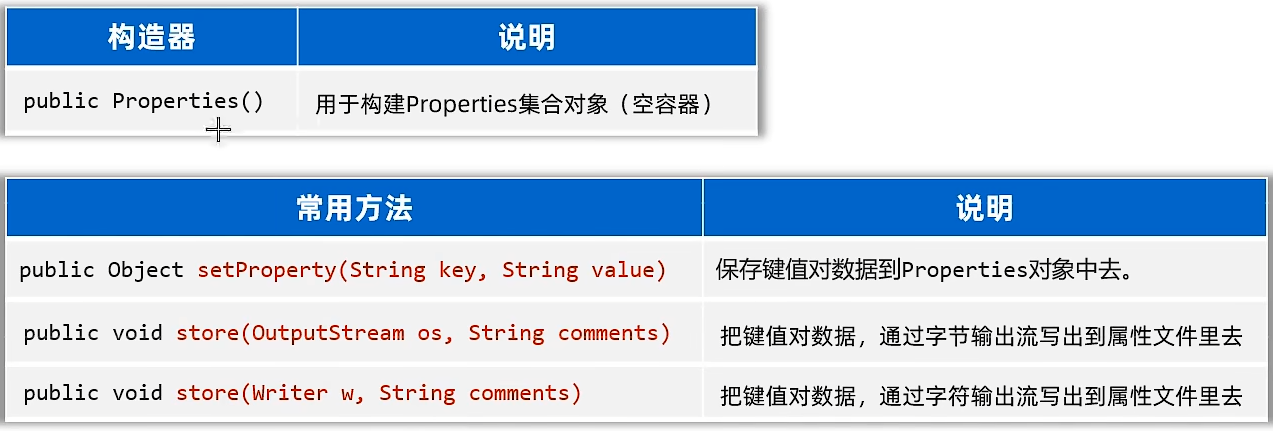 构造器 说明
public Properties() 用于构建Properties集合对象（空容器）
常用方法 说明
public Object setProperty(String key, String value) 保存键值对数据到Properties对象中去。
public void store(OutputStream os, String comments) 把键值对数据，通过字节输出流写出到属性文件里去
public void store(Writer w, String comments) 把键值对数据，通过字符输出流写出到属性文件里去